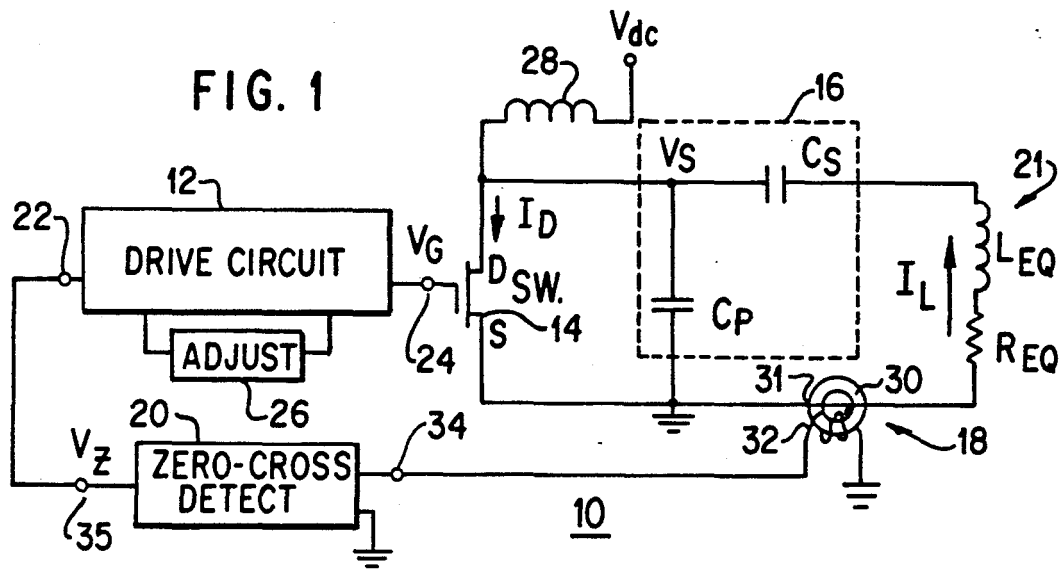 FIG. 1
Vdc
28
16
VS
CS
21
12
22
DRIVE CIRCUIT
ID
VG
D
SW.
S
14
24
CP
IL
LEQ
REQ
ADJUST
26
31
30
32
18
20
34
VZ
ZERO-CROSS
DETECT
35
10